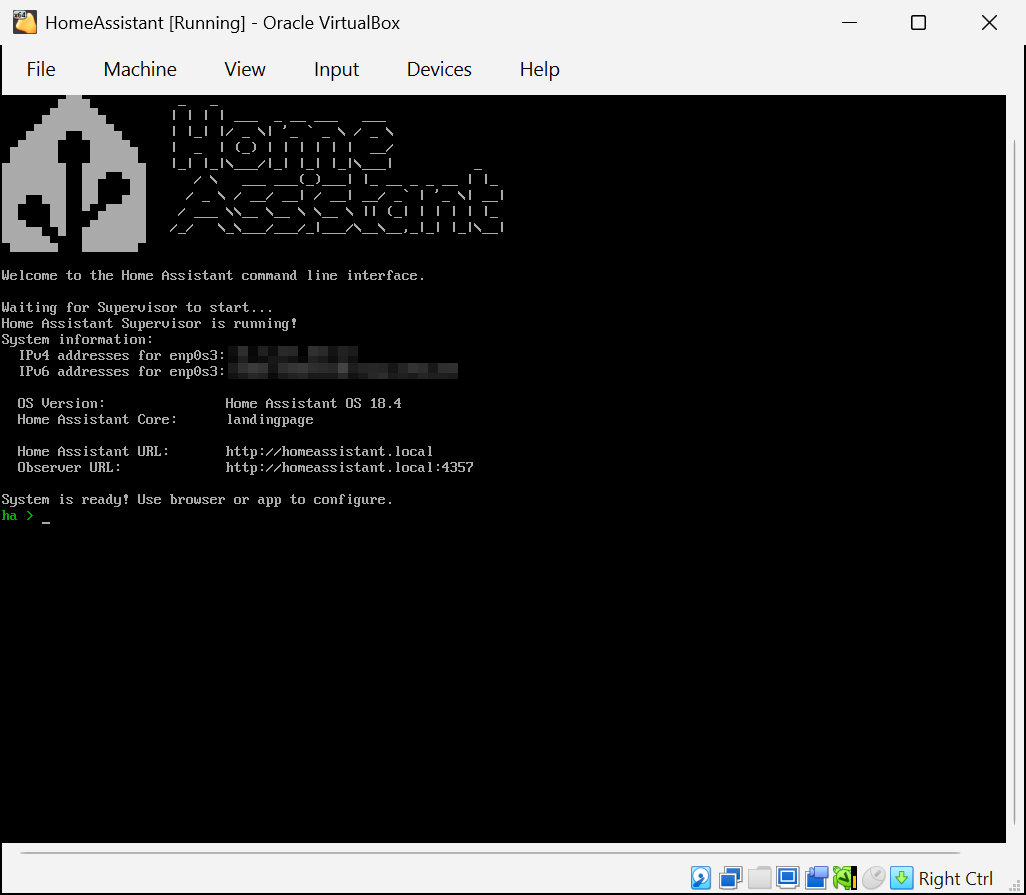 HomeAssistant [Running] - Oracle VirtualBox
File Machine View Input Devices Help
Home
Assistant
Welcome to the Home Assistant command line interface.
Waiting for Supervisor to start...
Home Assistant Supervisor is running!
System information:
IPv4 addresses for enp0s3:
IPv6 addresses for enp0s3:
OS Version: Home Assistant OS 18.4
Home Assistant Core: landingpage
Home Assistant URL: http://homeassistant.local
Observer URL: http://homeassistant.local:4357
System is ready! Use browser or app to configure.
ha > _
Right Ctrl